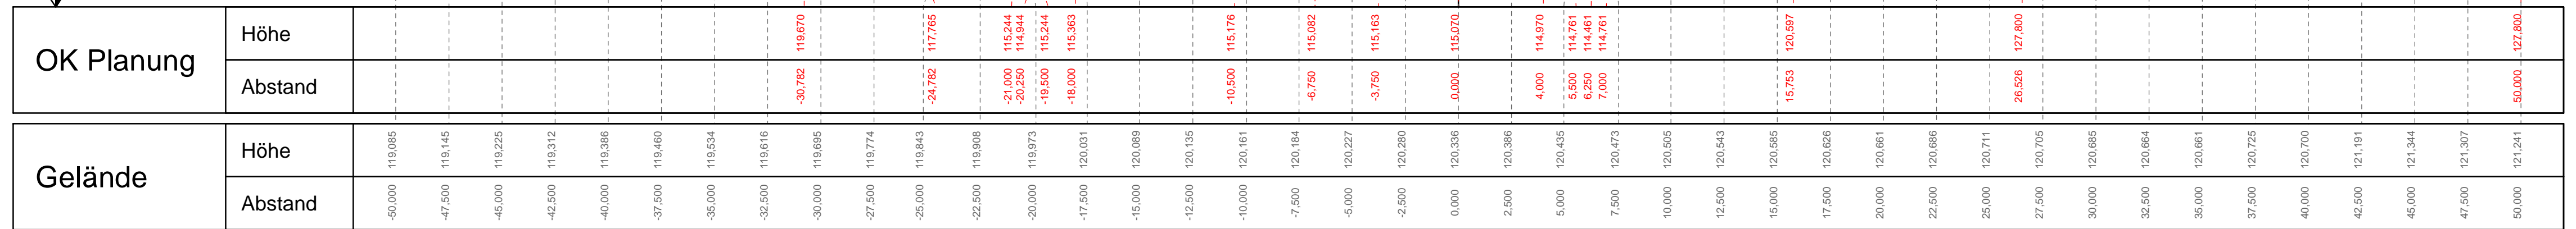 OK Planung
Höhe
119,670 117,765 115,244 114,944 115,244 115,363 115,176 115,082 115,163 115,070 114,970 114,761 114,461 114,761 120,597 127,800 127,800
Abstand
-30,782 -24,782 -21,000 -20,250 -19,500 -18,000 -10,500 -6,750 -3,750 0,000 4,000 5,500 6,250 7,000 15,753 26,526 50,000
Gelände
Höhe
119,085 119,145 119,225 119,312 119,386 119,460 119,534 119,616 119,695 119,774 119,843 119,908 119,973 120,031 120,089 120,135 120,161 120,184 120,227 120,280 120,336 120,386 120,435 120,473 120,505 120,543 120,585 120,626 120,661 120,686 120,711 120,705 120,685 120,664 120,661 120,725 120,700 121,191 121,344 121,307 121,241
Abstand
-50,000 -47,500 -45,000 -42,500 -40,000 -37,500 -35,000 -32,500 -30,000 -27,500 -25,000 -22,500 -20,000 -17,500 -15,000 -12,500 -10,000 -7,500 -5,000 -2,500 0,000 2,500 5,000 7,500 10,000 12,500 15,000 17,500 20,000 22,500 25,000 27,500 30,000 32,500 35,000 37,500 40,000 42,500 45,000 47,500 50,000